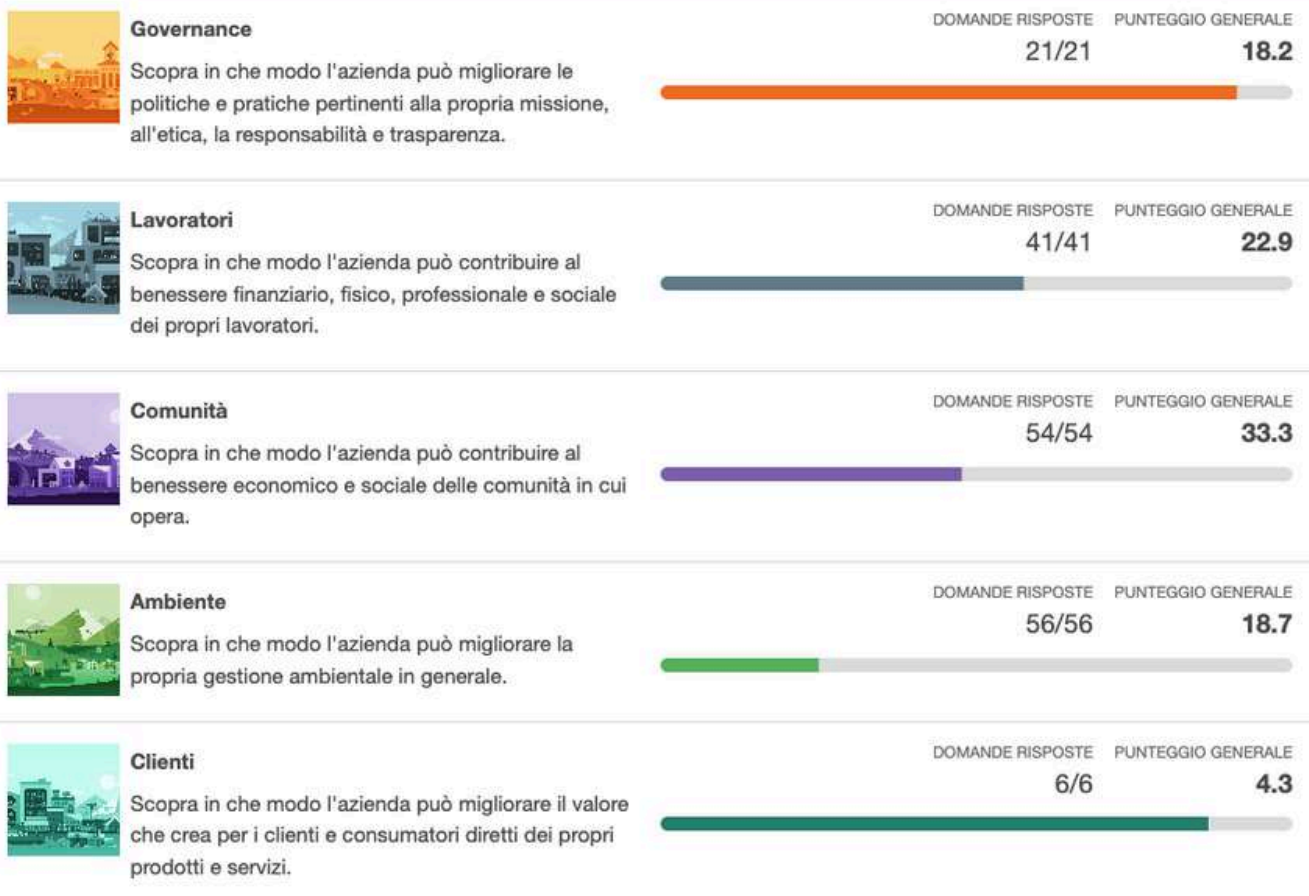 Governance
DOMANDE RISPOSTE PUNTEGGIO GENERALE
21/21 18.2
Scopra in che modo l'azienda può migliorare le
politiche e pratiche pertinenti alla propria missione,
all'etica, la responsabilità e trasparenza.
Lavoratori
DOMANDE RISPOSTE PUNTEGGIO GENERALE
41/41 22.9
Scopra in che modo l'azienda può contribuire al
benessere finanziario, fisico, professionale e sociale
dei propri lavoratori.
Comunità
DOMANDE RISPOSTE PUNTEGGIO GENERALE
54/54 33.3
Scopra in che modo l'azienda può contribuire al
benessere economico e sociale delle comunità in cui
opera.
Ambiente
DOMANDE RISPOSTE PUNTEGGIO GENERALE
56/56 18.7
Scopra in che modo l'azienda può migliorare la
propria gestione ambientale in generale.
Clienti
DOMANDE RISPOSTE PUNTEGGIO GENERALE
6/6 4.3
Scopra in che modo l'azienda può migliorare il valore
che crea per i clienti e consumatori diretti dei propri
prodotti e servizi.